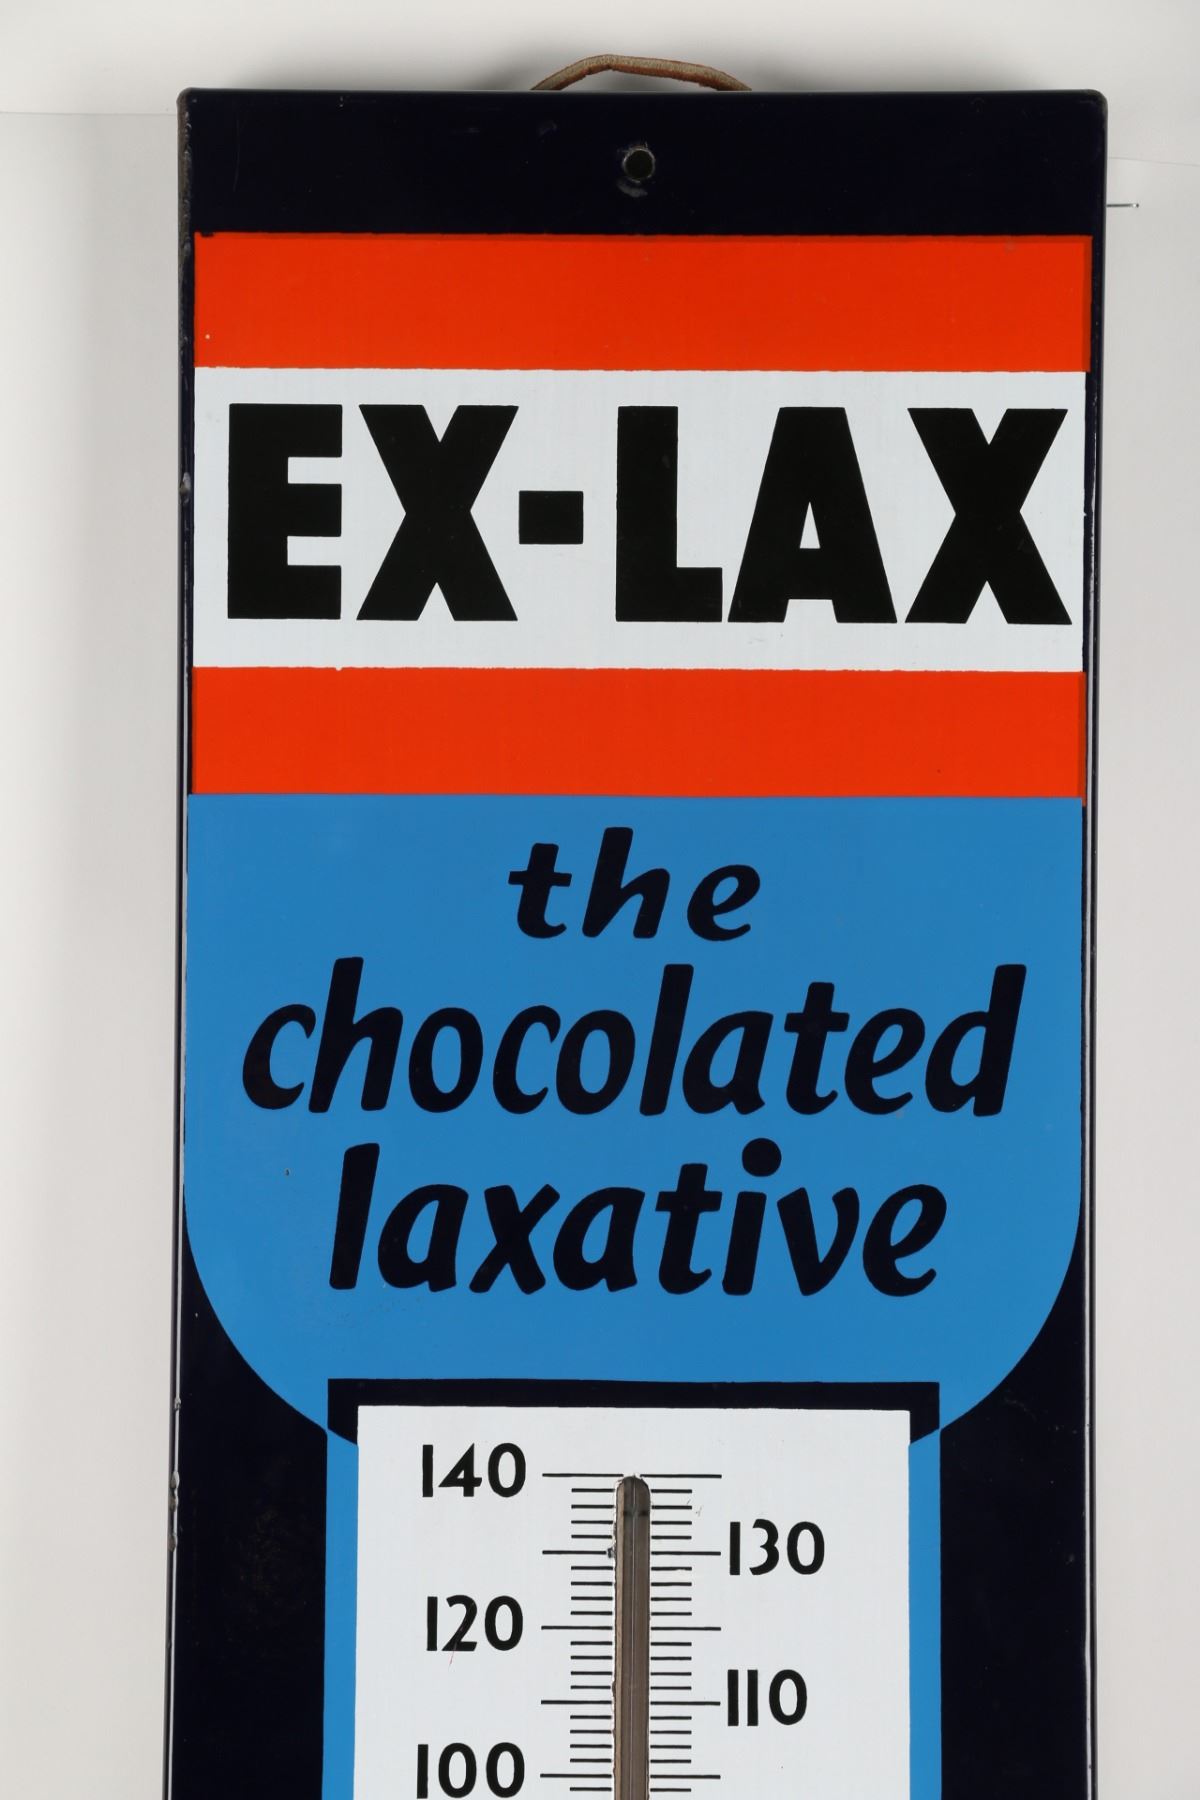 EX-LAX
the
chocolated
laxative
140
130
120
110
100